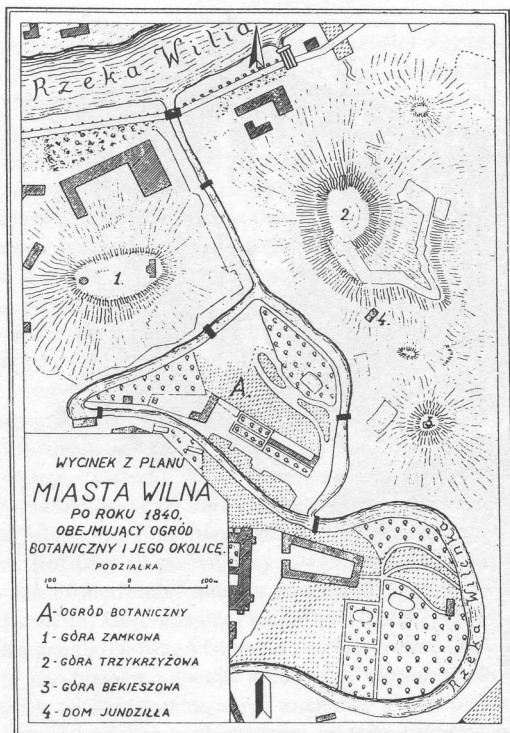 Rzeka Wilia
1.
2.
4.
3
A.
Rzeka Wilenka
WYCINEK Z PLANU
MIASTA WILNA
PO ROKU 1840.
OBEJMUJĄCY OGRÓD
BOTANICZNY I JEGO OKOLICĘ.
PODZIAŁKA
100 0 100m
A - OGRÓD BOTANICZNY
1 - GÓRA ZAMKOWA
2 - GÓRA TRZYKRZYŻOWA
3 - GÓRA BEKIESZOWA
4 - DOM JUNDZIŁŁA